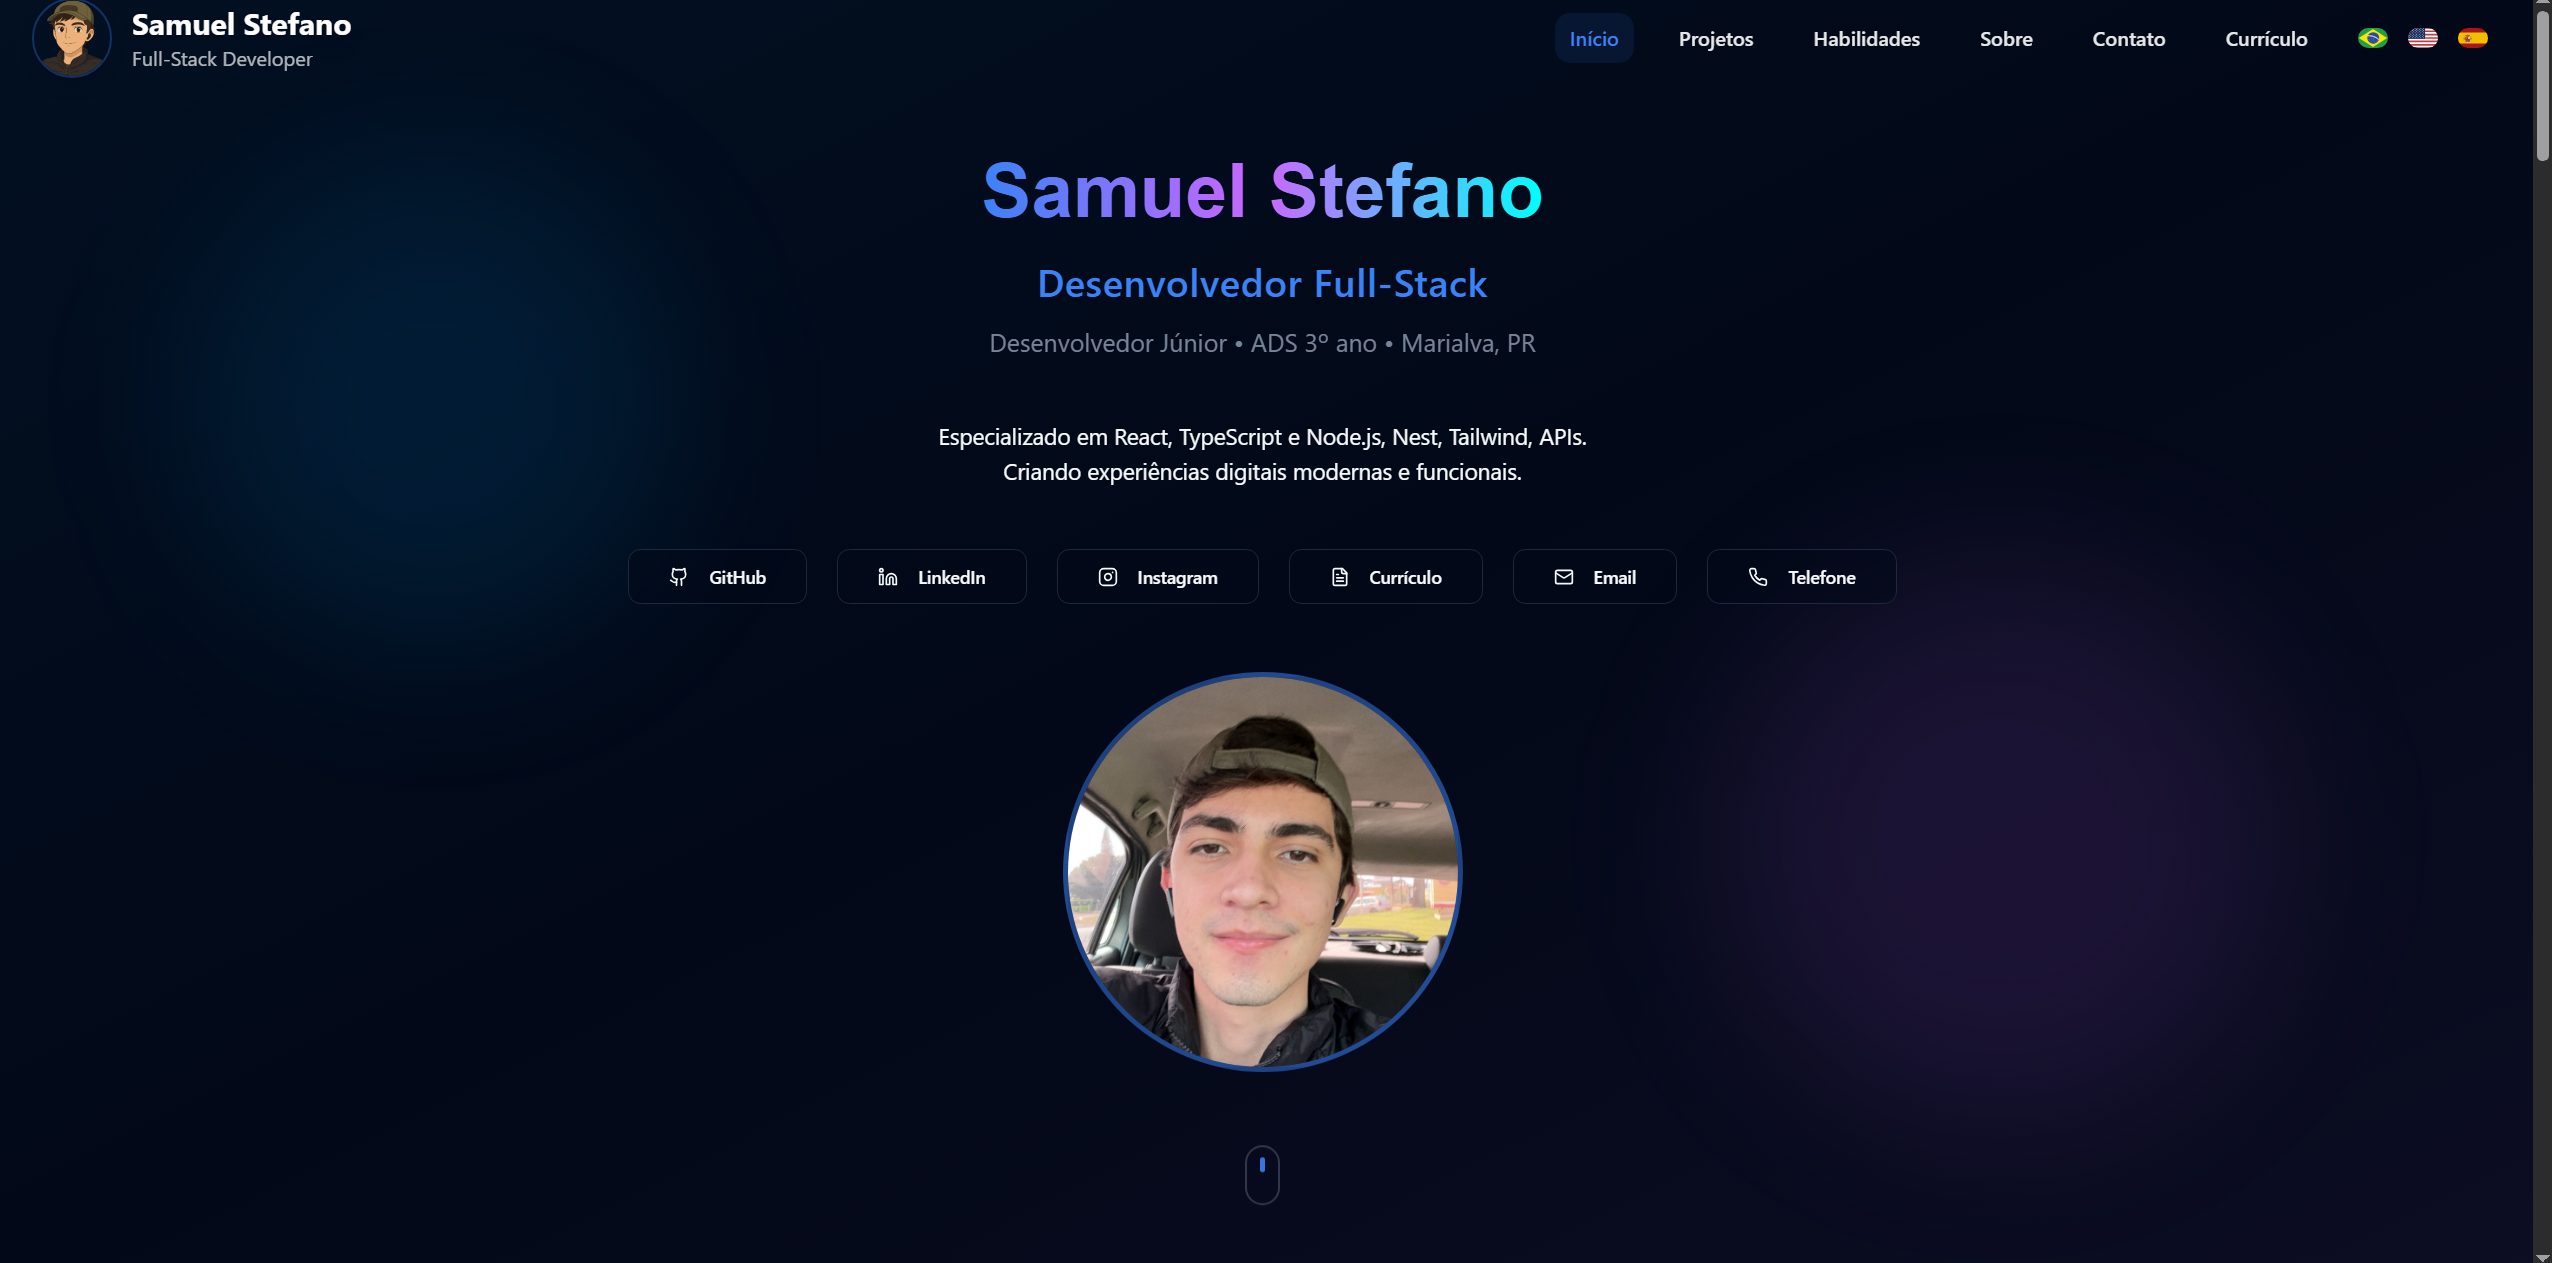 Samuel Stefano
Full-Stack Developer
Início Projetos Habilidades Sobre Contato Currículo
Samuel Stefano
Desenvolvedor Full-Stack
Desenvolvedor Júnior • ADS 3º ano • Marialva, PR
Especializado em React, TypeScript e Node.js, Nest, Tailwind, APIs.
Criando experiências digitais modernas e funcionais.
GitHub LinkedIn Instagram Currículo Email Telefone